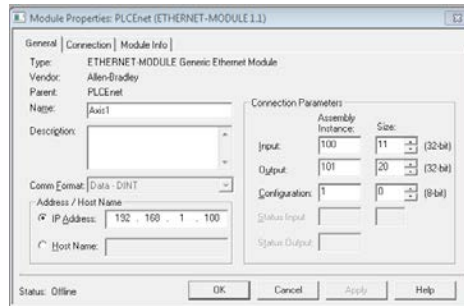 Module Properties: PLCEnet (ETHERNET-MODULE 1.1)
General Connection Module Info
Type: ETHERNET-MODULE Generic Ethernet Module
Vendor: Allen-Bradley
Parent: PLCEnet
Name: Axis1
Description:
Comm Format: Data - DINT
Address / Host Name
IP Address: 192 . 168 . 1 . 100
Host Name:
Connection Parameters
Assembly
Instance: Size:
Input: 100 11 (32-bit)
Output: 101 20 (32-bit)
Configuration: 1 0 (8-bit)
Status Input
Status Output
Status: Offline OK Cancel Apply Help